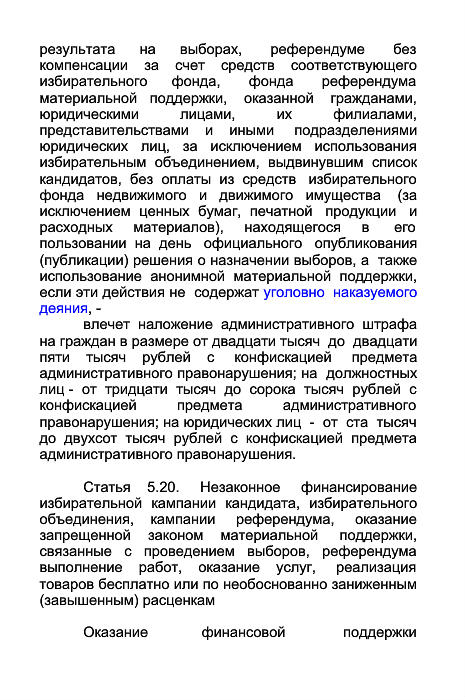 результата на выборах, референдуме без
компенсации за счет средств соответствующего
избирательного фонда, фонда референдума
материальной поддержки, оказанной гражданами,
юридическими лицами, их филиалами,
представительствами и иными подразделениями
юридических лиц, за исключением использования
избирательным объединением, выдвинувшим список
кандидатов, без оплаты из средств избирательного
фонда недвижимого и движимого имущества (за
исключением ценных бумаг, печатной продукции и
расходных материалов), находящегося в его
пользовании на день официального опубликования
(публикации) решения о назначении выборов, а также
использование анонимной материальной поддержки,
если эти действия не содержат уголовно наказуемого
деяния, -
влечет наложение административного штрафа
на граждан в размере от двадцати тысяч до двадцати
пяти тысяч рублей с конфискацией предмета
административного правонарушения; на должностных
лиц - от тридцати тысяч до сорока тысяч рублей с
конфискацией предмета административного
правонарушения; на юридических лиц - от ста тысяч
до двухсот тысяч рублей с конфискацией предмета
административного правонарушения.
Статья 5.20. Незаконное финансирование
избирательной кампании кандидата, избирательного
объединения, кампании референдума, оказание
запрещенной законом материальной поддержки,
связанные с проведением выборов, референдума
выполнение работ, оказание услуг, реализация
товаров бесплатно или по необоснованно заниженным
(завышенным) расценкам
Оказание финансовой поддержки